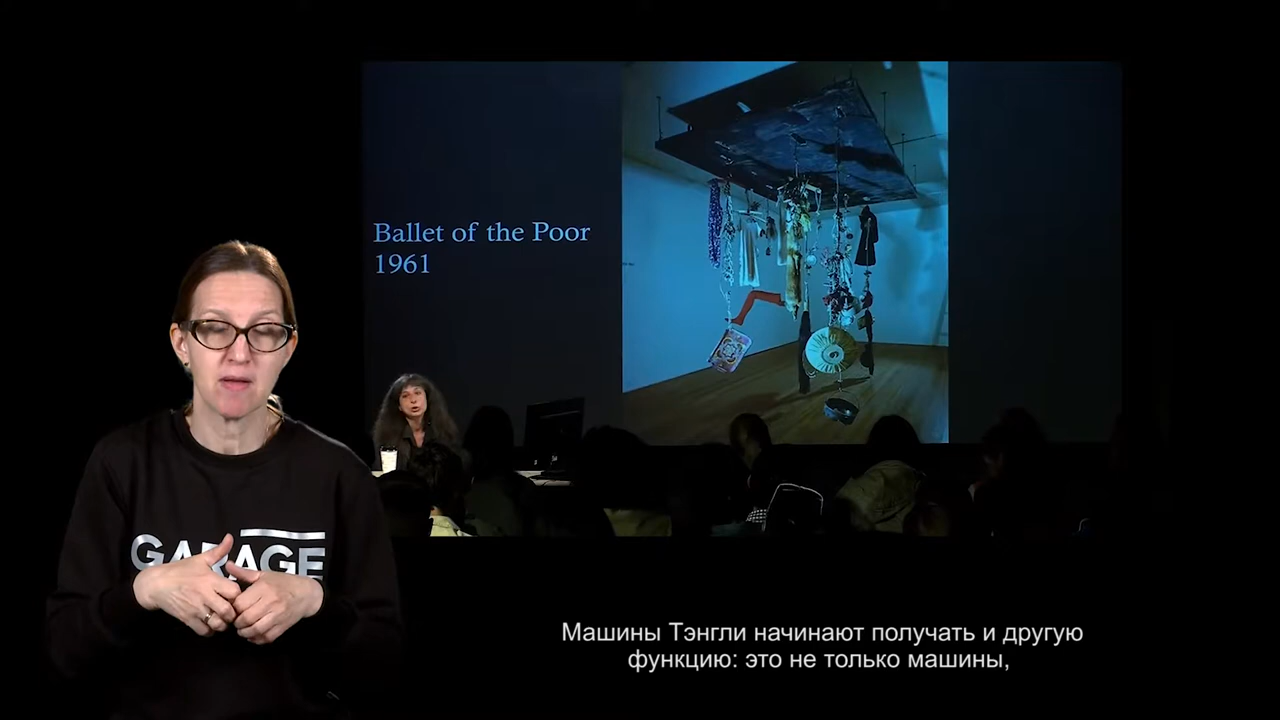 Ballet of the Poor
1961
GARAGE
Машины Тэнгли начинают получать и другую
функцию: это не только машины,